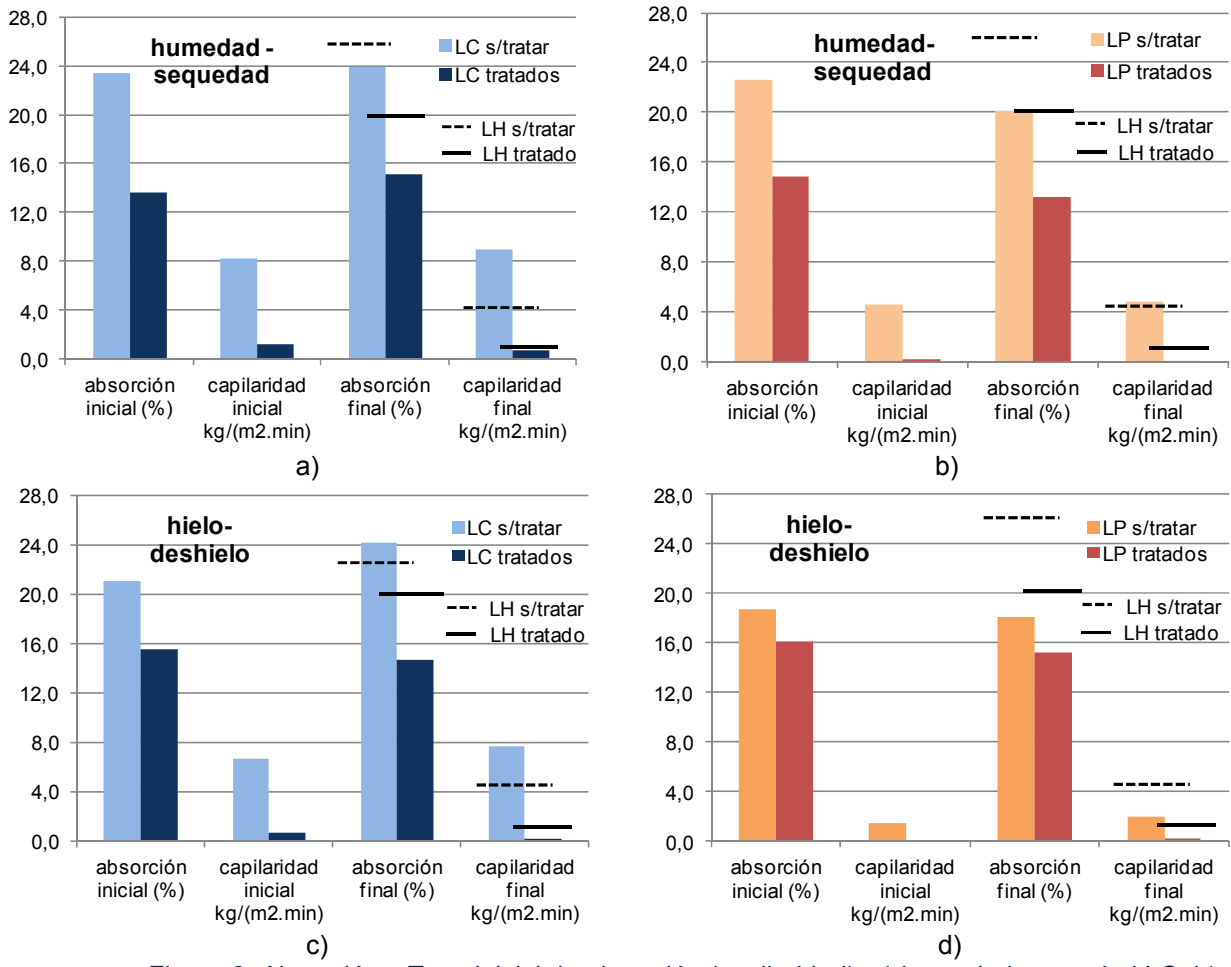 28,0
24,0
20,0
16,0
12,0
8,0
4,0
0,0
humedad -
sequedad
LC s/tratar
LC tratados
LH s/tratar
LH tratado
absorción
inicial (%)
capilaridad
inicial
kg/(m2.min)
absorción
final (%)
capilaridad
final
kg/(m2.min)
a)
28,0
24,0
20,0
16,0
12,0
8,0
4,0
0,0
humedad-
sequedad
LP s/tratar
LP tratados
LH s/tratar
LH tratado
absorción
inicial (%)
capilaridad
inicial
kg/(m2.min)
absorción
final (%)
capilaridad
final
kg/(m2.min)
b)
28,0
24,0
20,0
16,0
12,0
8,0
4,0
0,0
hielo-
deshielo
LC s/tratar
LC tratados
LH s/tratar
LH tratado
absorción
inicial (%)
capilaridad
inicial
kg/(m2.min)
absorción
final (%)
capilaridad
final
kg/(m2.min)
c)
28,0
24,0
20,0
16,0
12,0
8,0
4,0
0,0
hielo-
deshielo
LP s/tratar
LP tratados
LH s/tratar
LH tratado
absorción
inicial (%)
capilaridad
inicial
kg/(m2.min)
absorción
final (%)
capilaridad
final
kg/(m2.min)
d)